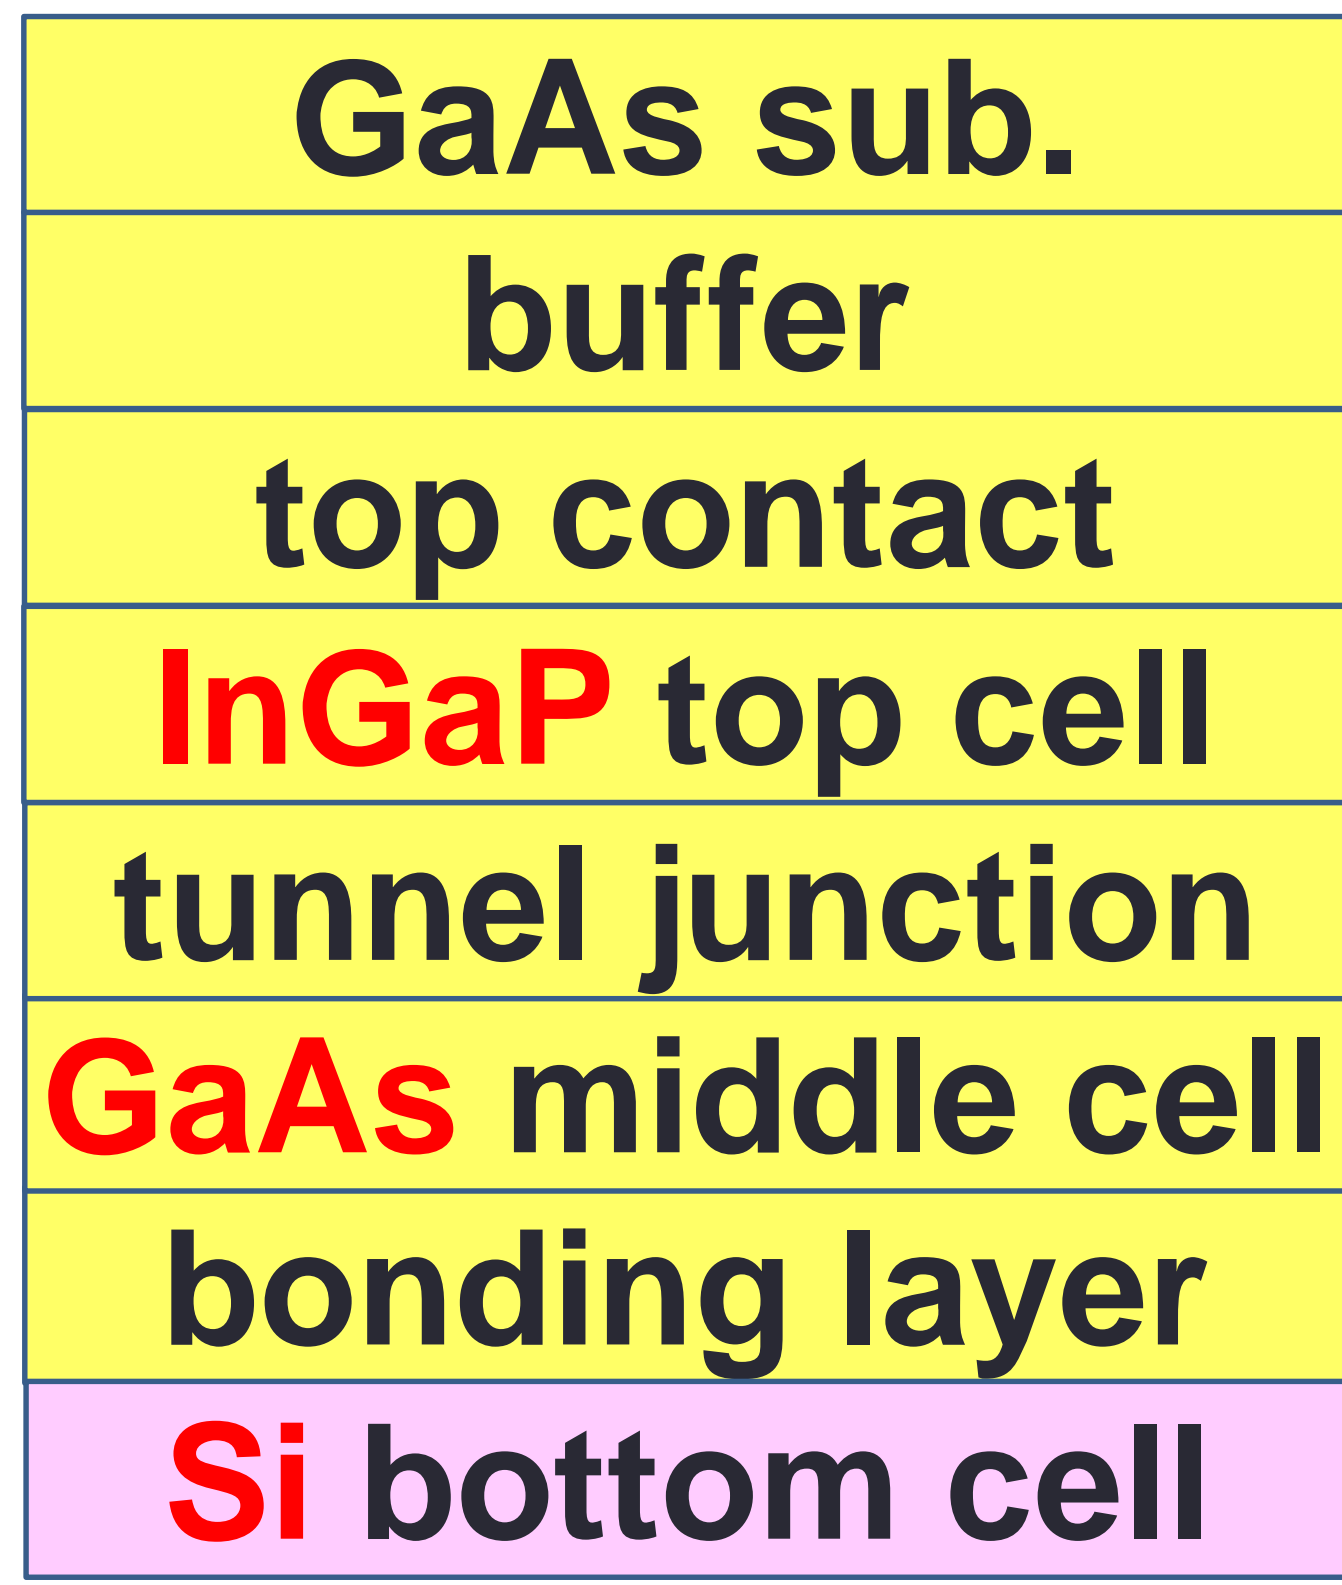 GaAs sub.
buffer
top contact
InGaP top cell
tunnel junction
GaAs middle cell
bonding layer
Si bottom cell